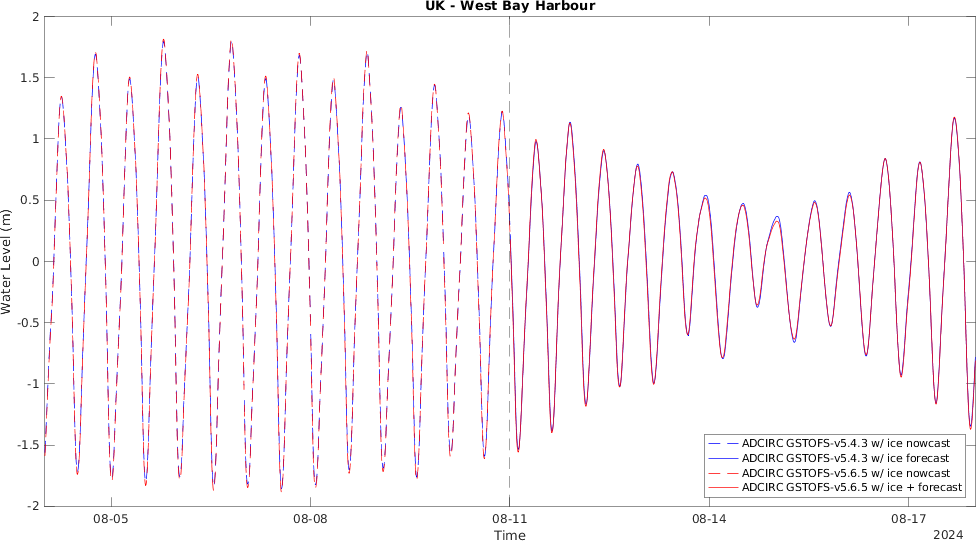 UK - West Bay Harbour
2
1.5
1
0.5
0
-0.5
-1
-1.5
-2
Water Level (m)
ADCIRC GSTOFS-v5.4.3 w/ ice nowcast
ADCIRC GSTOFS-v5.4.3 w/ ice forecast
ADCIRC GSTOFS-v5.6.5 w/ ice nowcast
ADCIRC GSTOFS-v5.6.5 w/ ice + forecast
08-05 08-08 08-11 08-14 08-17
Time 2024